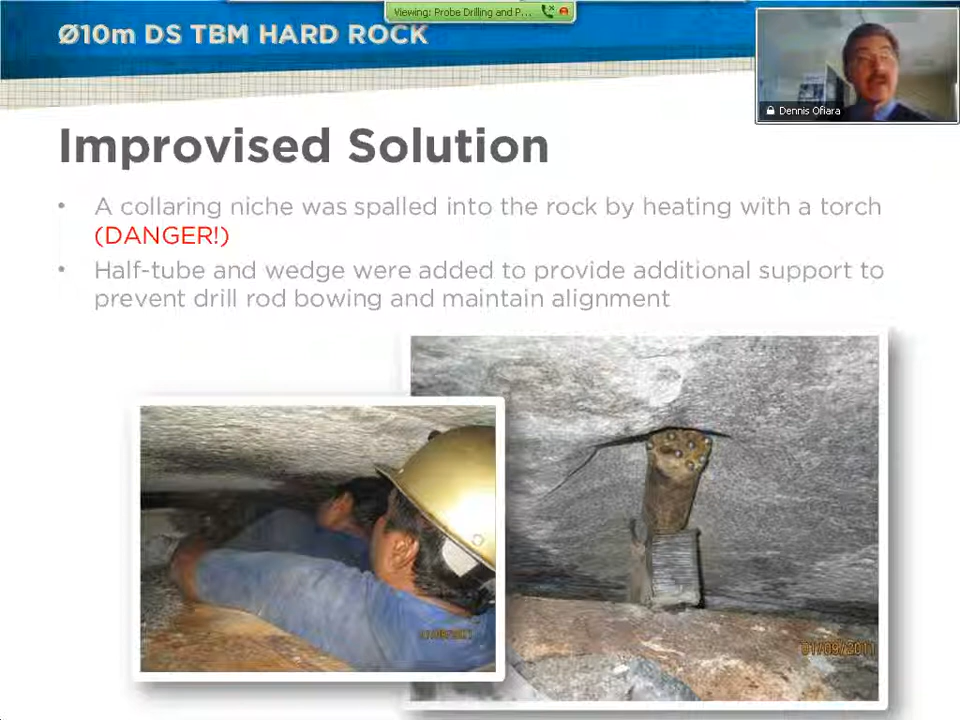 Viewing: Probe Drilling and P...
Ø10m DS TBM HARD ROCK
Dennis Ofiara
Improvised Solution
• A collaring niche was spalled into the rock by heating with a torch
(DANGER!)
• Half-tube and wedge were added to provide additional support to
prevent drill rod bowing and maintain alignment
01/09/2011